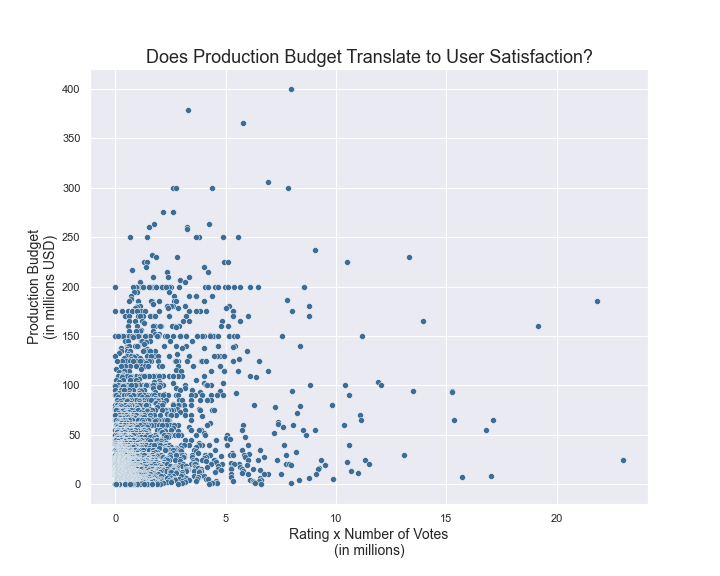 Does Production Budget Translate to User Satisfaction?
400
350
300
250
200
150
100
50
0
Production Budget
(in millions USD)
0 5 10 15 20
Rating x Number of Votes
(in millions)